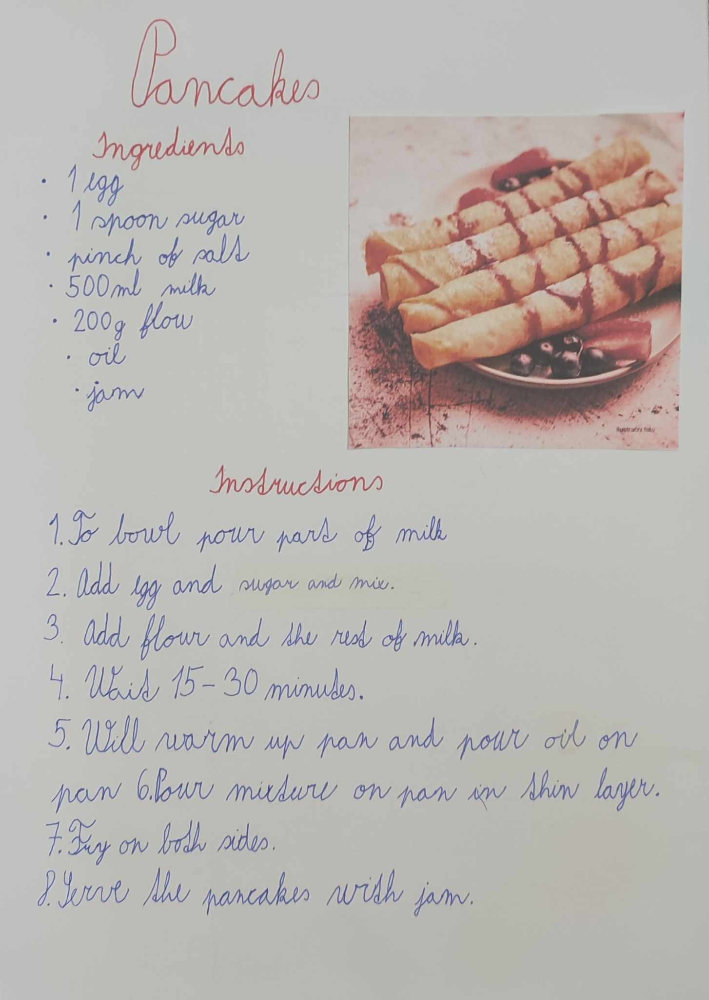 Pancakes
Ingredients
• 1 egg
• 1 spoon sugar
• pinch of salt
• 500ml milk
• 200g flou
• oil
• jam
Ilustrační foto
Instructions
1. To bowl pour part of milk
2. Add egg and sugar and mix.
3. Add flour and the rest of milk.
4. Wait 15-30 minutes.
5. Will warm up pan and pour oil on
pan 6. Pour mixture on pan in thin layer.
7. Fry on both sides.
8. Serve the pancakes with jam.